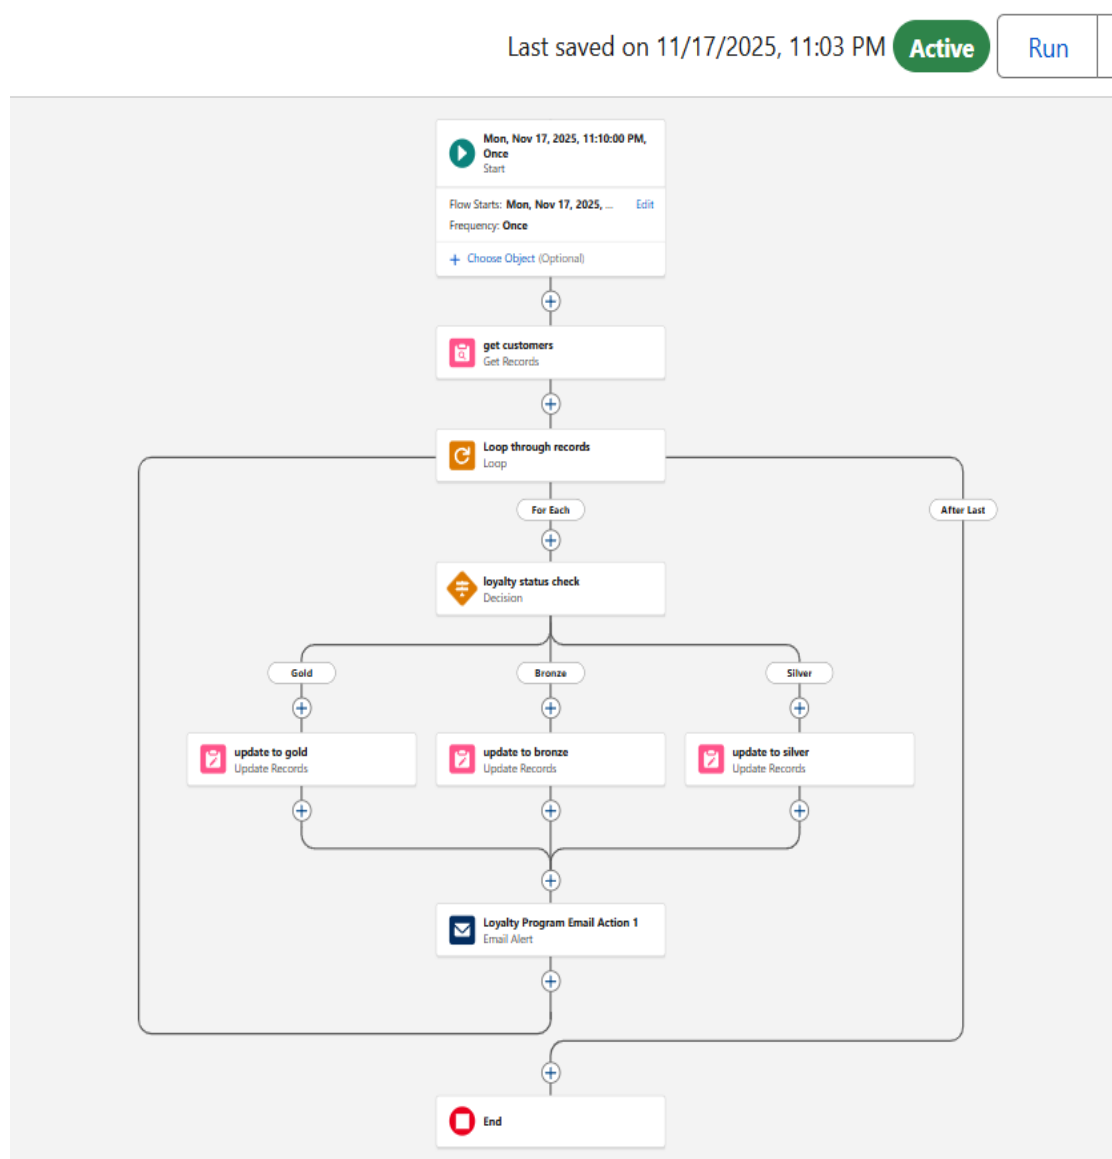 Last saved on 11/17/2025, 11:03 PM Active Run
Mon, Nov 17, 2025, 11:10:00 PM,
Once
Start
Flow Starts: Mon, Nov 17, 2025, ... Edit
Frequency: Once
+ Choose Object (Optional)
get customers
Get Records
Loop through records
Loop
For Each
After Last
loyalty status check
Decision
Gold
Bronze
Silver
update to gold
Update Records
update to bronze
Update Records
update to silver
Update Records
Loyalty Program Email Action 1
Email Alert
End